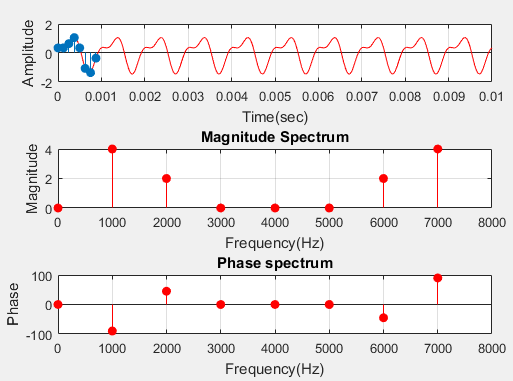 2
0
-2
Amplitude
0 0.001 0.002 0.003 0.004 0.005 0.006 0.007 0.008 0.009 0.01
Time(sec)
Magnitude Spectrum
4
2
0
Magnitude
0 1000 2000 3000 4000 5000 6000 7000 8000
Frequency(Hz)
Phase spectrum
100
0
-100
Phase
0 1000 2000 3000 4000 5000 6000 7000 8000
Frequency(Hz)